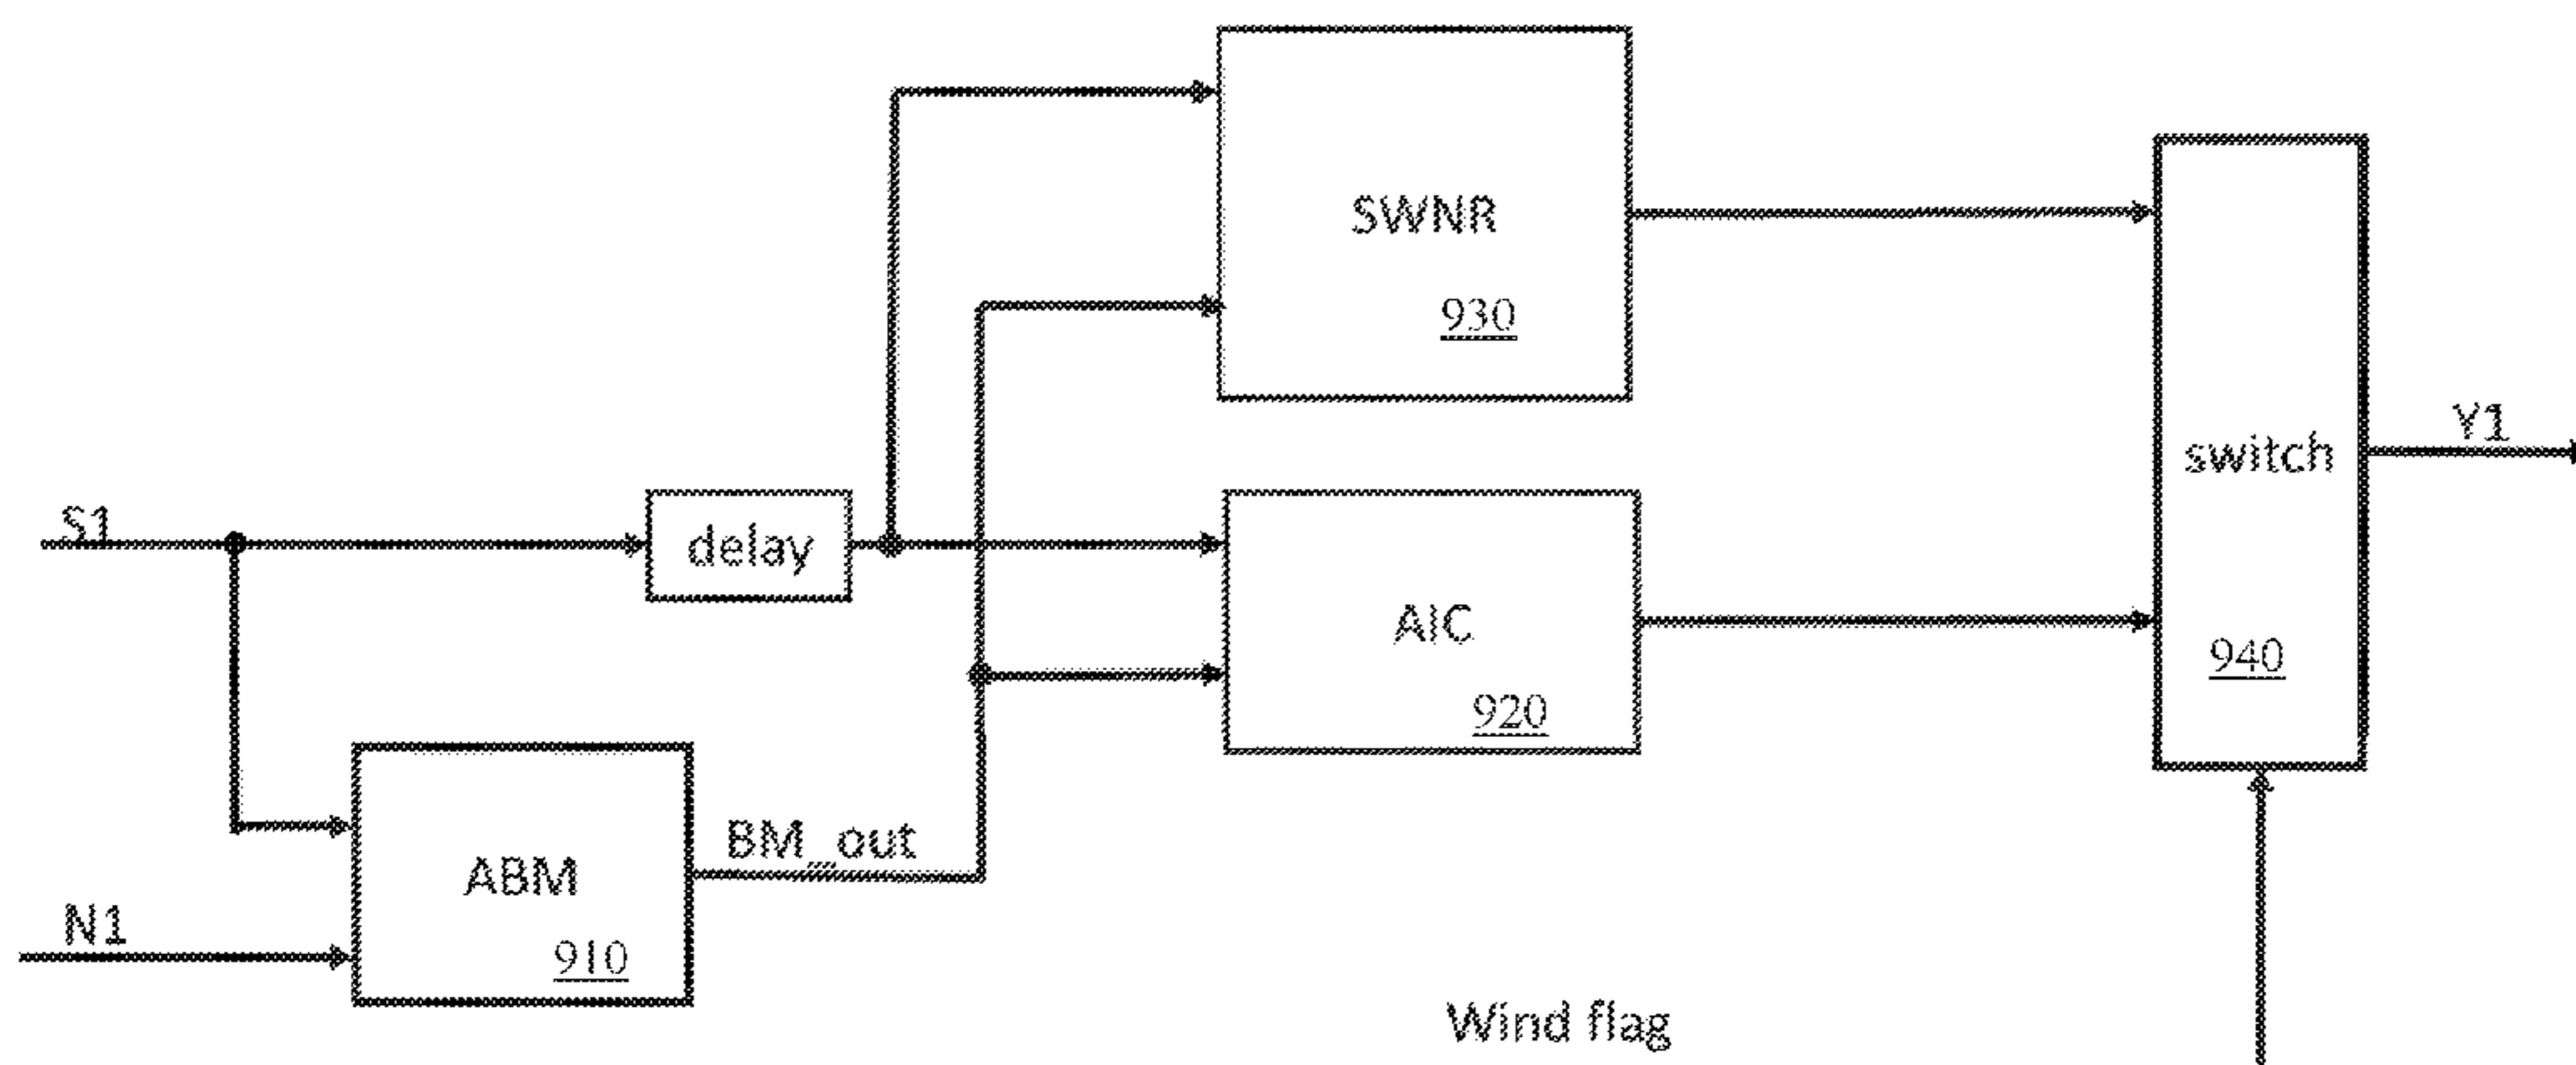 SWNR
930
S1
delay
AIC
920
switch
940
Y1
ABM
910
BM_out
N1
Wind flag